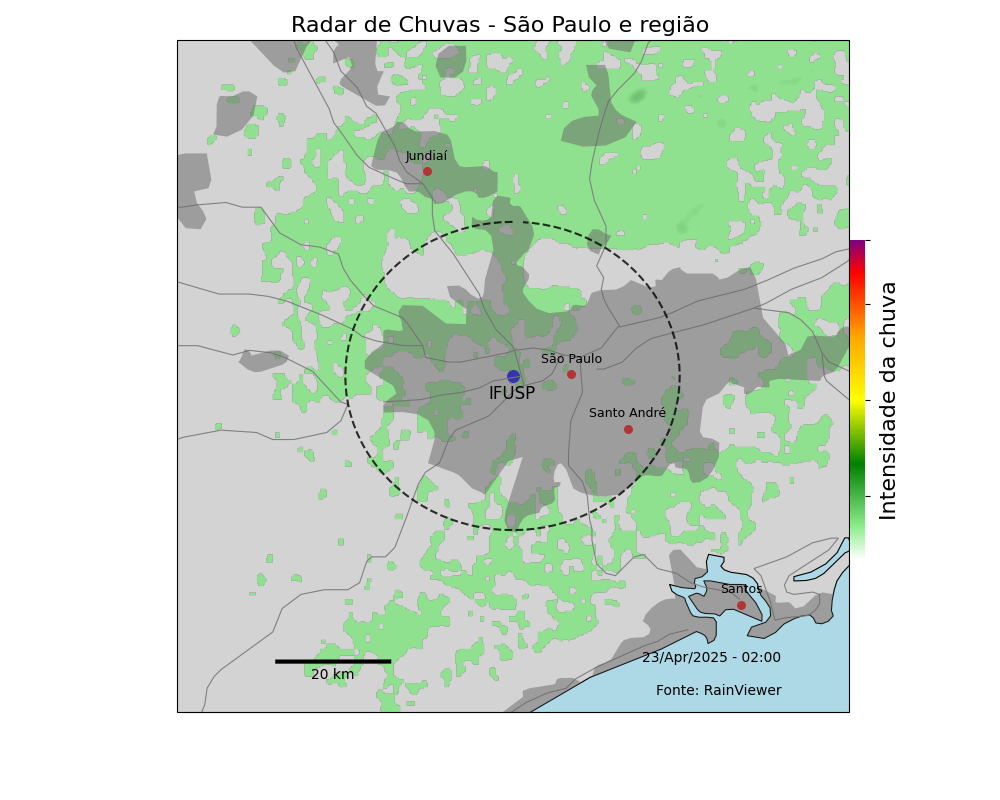 Radar de Chuvas - São Paulo e região
Jundiaí
São Paulo
IFUSP
Santo André
Santos
23/Apr/2025 - 02:00
20 km
Fonte: RainViewer
Intensidade da chuva